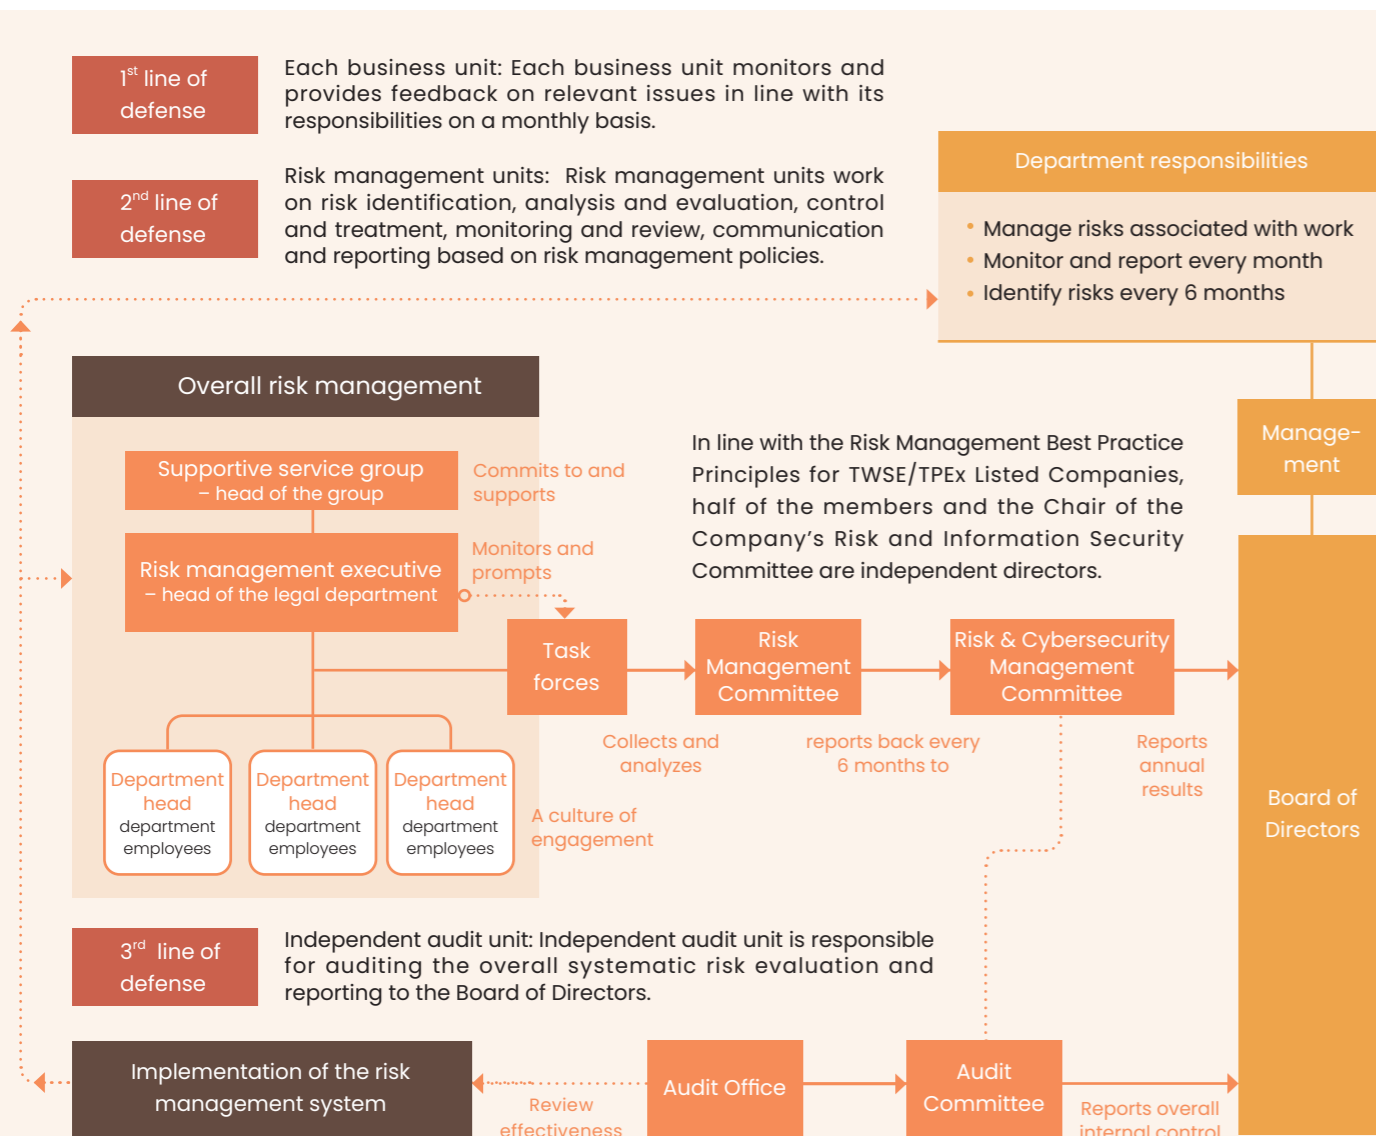 1st line of
defense
Each business unit: Each business unit monitors and
provides feedback on relevant issues in line with its
responsibilities on a monthly basis.
2nd line of
defense
Risk management units: Risk management units work
on risk identification, analysis and evaluation, control
and treatment, monitoring and review, communication
and reporting based on risk management policies.
Department responsibilities
• Manage risks associated with work
• Monitor and report every month
• Identify risks every 6 months
Overall risk management
Supportive service group
– head of the group
Commits to and
supports
Risk management executive
– head of the legal department
Monitors and
prompts
In line with the Risk Management Best Practice
Principles for TWSE/TPEx Listed Companies,
half of the members and the Chair of the
Company’s Risk and Information Security
Committee are independent directors.
Manage-
ment
Task
forces
Risk
Management
Committee
Risk & Cybersecurity
Management
Committee
Collects and
analyzes
reports back every
6 months to
Reports
annual
results
Board of
Directors
Department
head
department
employees
Department
head
department
employees
Department
head
department
employees
A culture of
engagement
3rd line of
defense
Independent audit unit: Independent audit unit is responsible
for auditing the overall systematic risk evaluation and
reporting to the Board of Directors.
Implementation of the risk
management system
Review
effectiveness
Audit Office
Audit
Committee
Reports overall
internal control